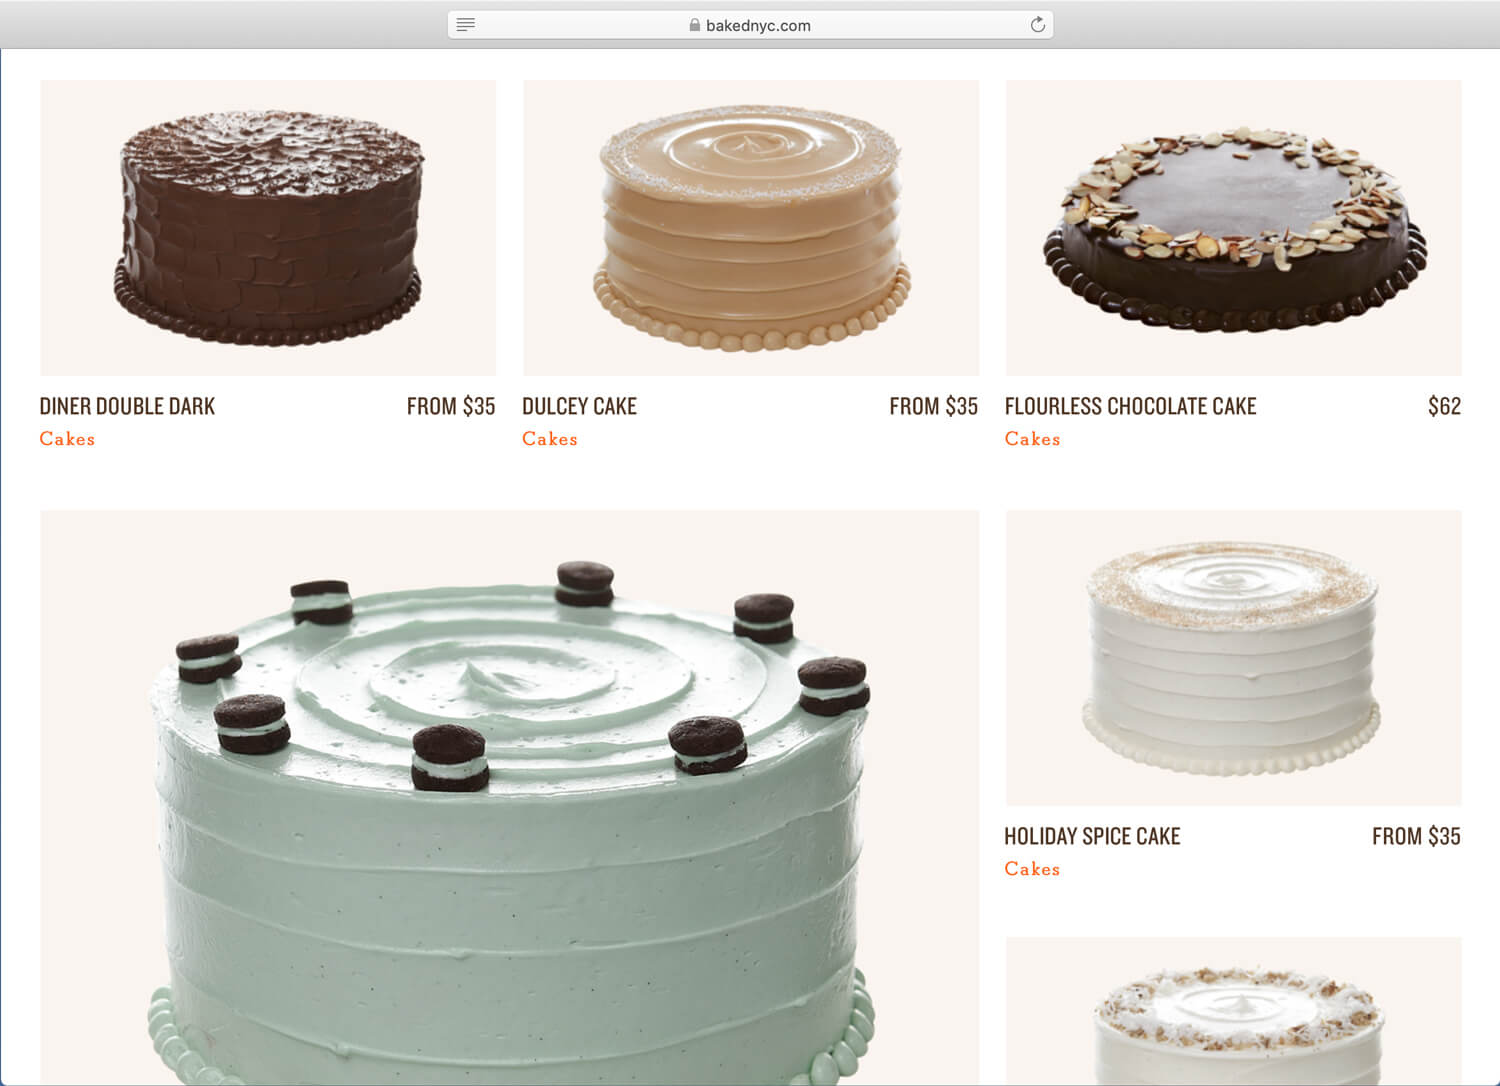 bakednyc.com
DINER DOUBLE DARK FROM $35
Cakes
DULCEY CAKE FROM $35
Cakes
FLOURLESS CHOCOLATE CAKE $62
Cakes
HOLIDAY SPICE CAKE FROM $35
Cakes